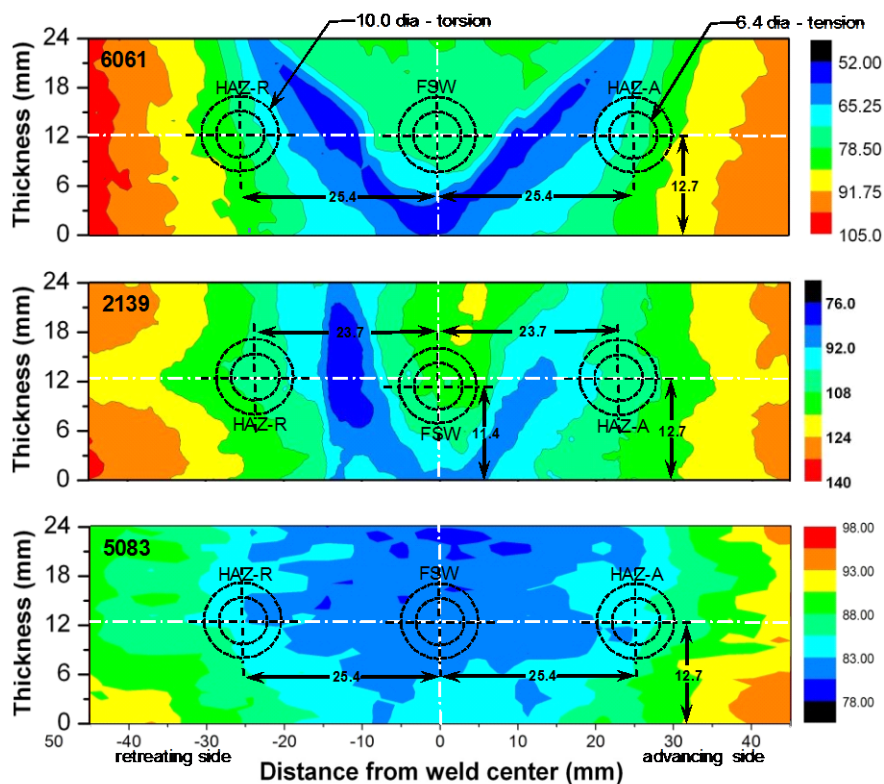 10.0 dia - torsion
6.4 dia - tension
Thickness (mm)
24
18
12
6
0
6061
HAZ-R
FSW
HAZ-A
25.4
25.4
12.7
52.00
65.25
78.50
91.75
105.0
Thickness (mm)
24
18
12
6
0
2139
23.7
23.7
HAZ-R
FSW
HAZ-A
11.4
12.7
76.0
92.0
108
124
140
Thickness (mm)
24
18
12
6
0
5083
HAZ-R
FSW
HAZ-A
25.4
25.4
12.7
98.00
93.00
88.00
83.00
78.00
50 -40 -30 -20 -10 0 10 20 30 40
retreating side
advancing side
Distance from weld center (mm)